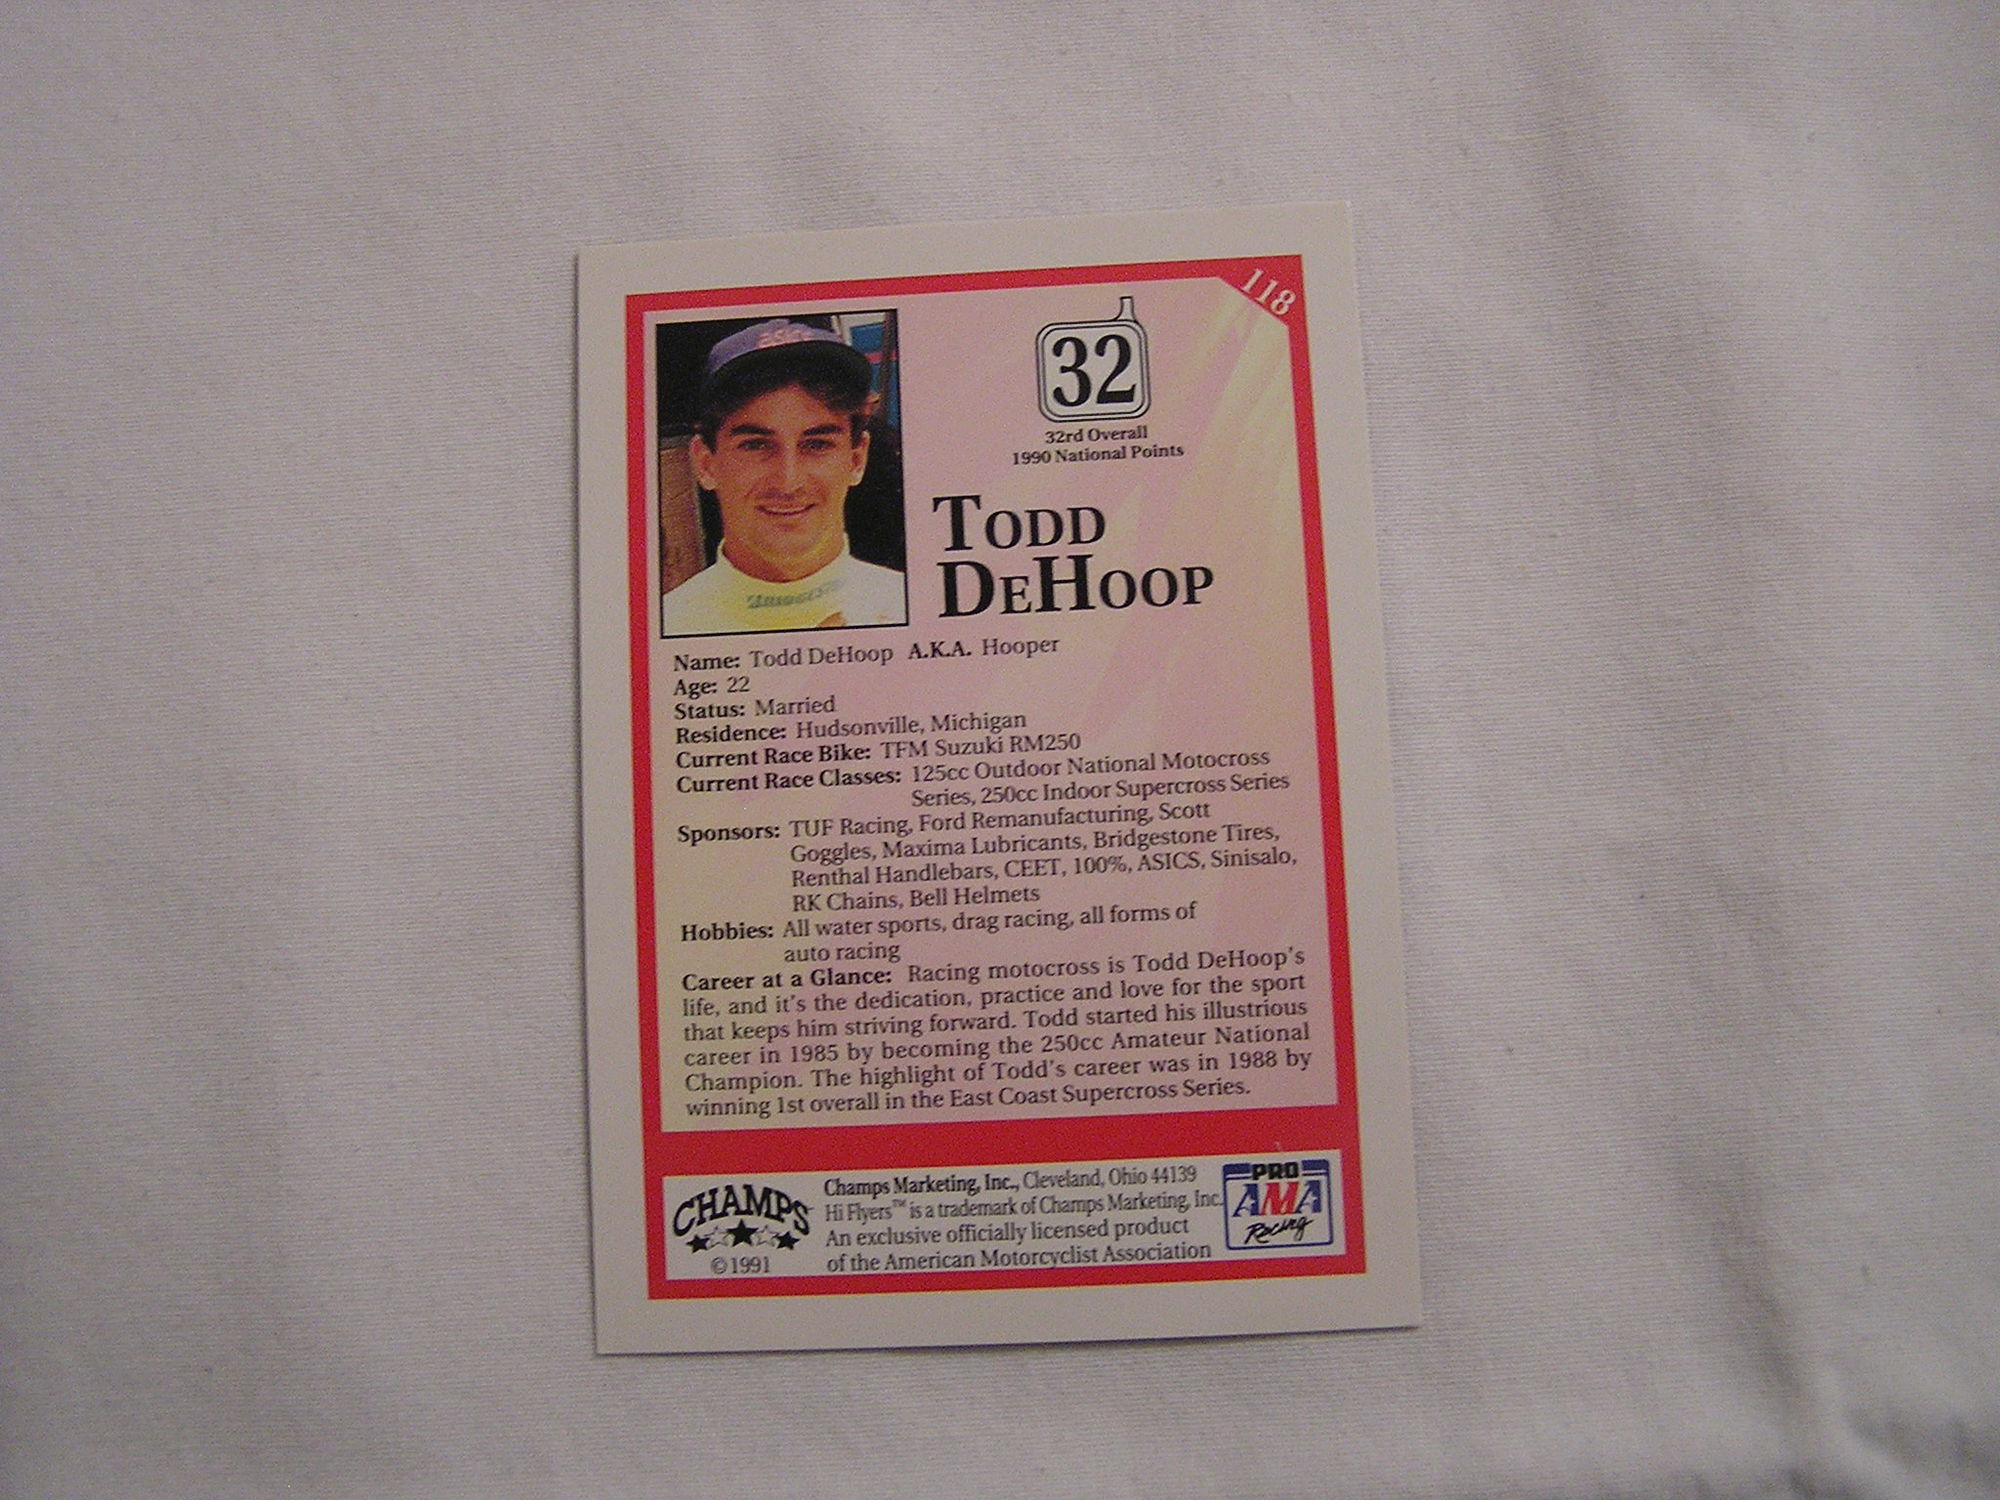 118
asics
32
32rd Overall
1990 National Points
TODD
DEHOOP
Name: Todd DeHoop A.K.A. Hooper
Age: 22
Status: Married
Residence: Hudsonville, Michigan
Current Race Bike: TFM Suzuki RM250
Current Race Classes: 125cc Outdoor National Motocross
Series, 250cc Indoor Supercross Series
Sponsors: TUF Racing, Ford Remanufacturing, Scott
Goggles, Maxima Lubricants, Bridgestone Tires,
Renthal Handlebars, CEET, 100%, ASICS, Sinisalo,
RK Chains, Bell Helmets
Hobbies: All water sports, drag racing, all forms of
auto racing
Career at a Glance: Racing motocross is Todd DeHoop's
life, and it's the dedication, practice and love for the sport
that keeps him striving forward. Todd started his illustrious
career in 1985 by becoming the 250cc Amateur National
Champion. The highlight of Todd's career was in 1988 by
winning 1st overall in the East Coast Supercross Series.
CHAMPS
©1991
Champs Marketing, Inc., Cleveland, Ohio 44139
Hi Flyers™ is a trademark of Champs Marketing, Inc.
An exclusive officially licensed product
of the American Motorcyclist Association
PRO
AMA
Racing